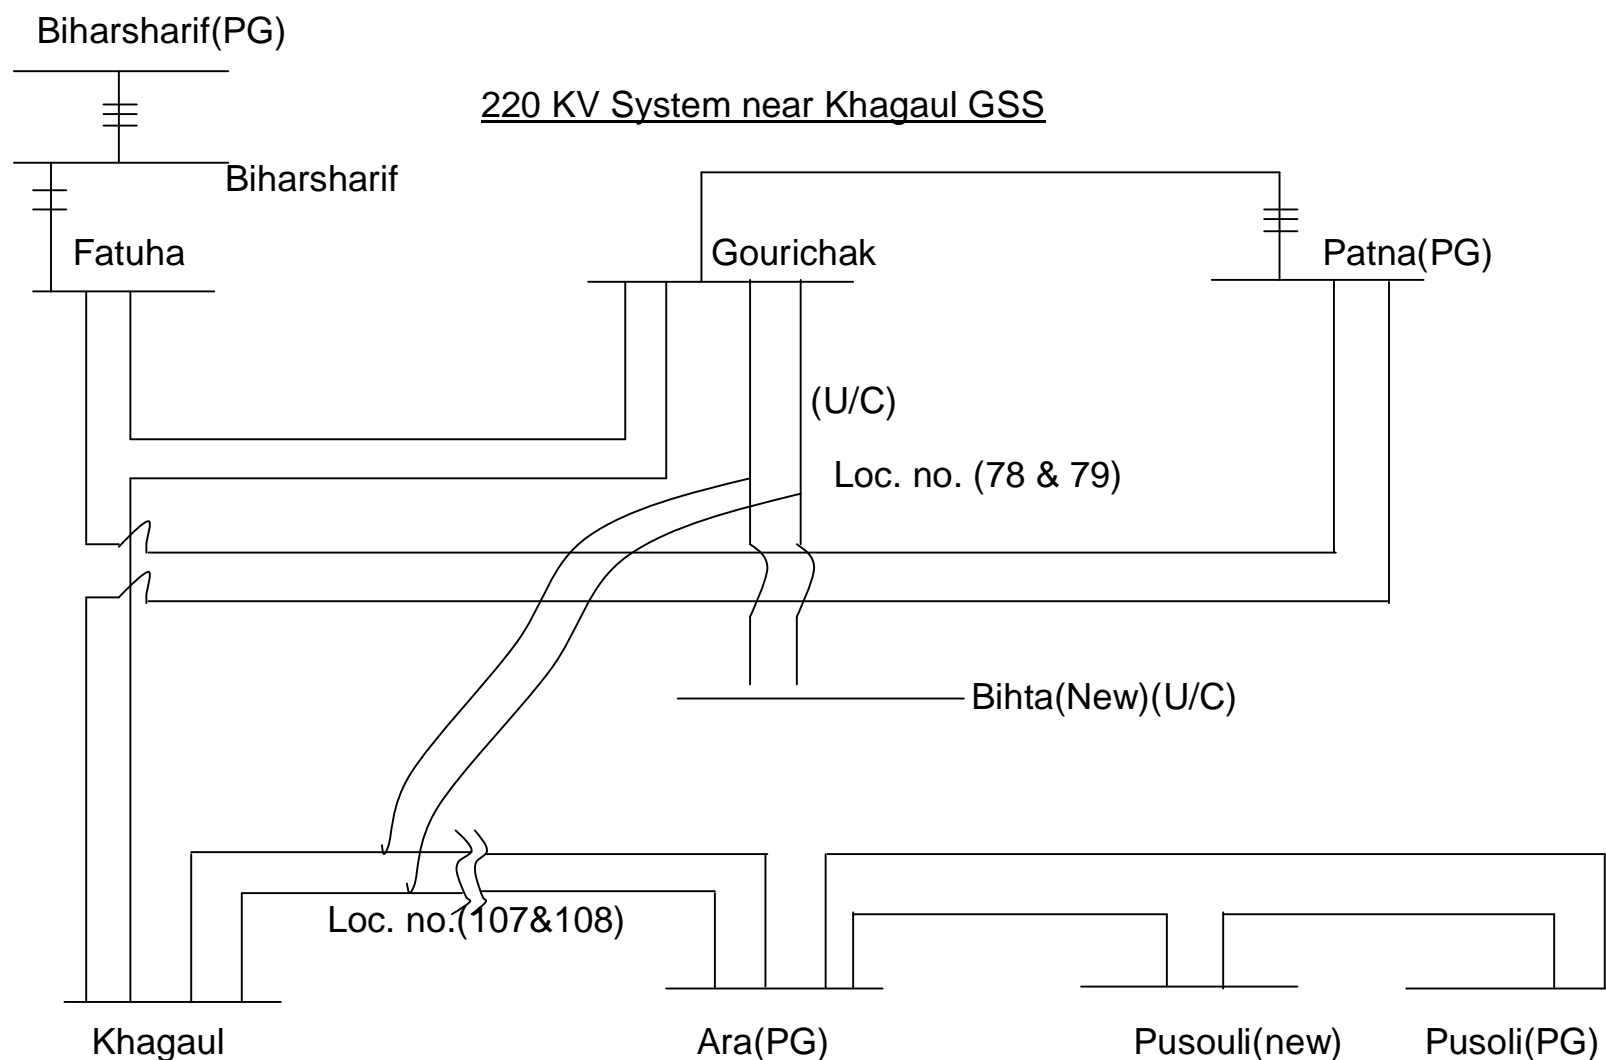 Biharsharif(PG)
220 KV System near Khagaul GSS
Biharsharif
Fatuha
Gourichak
Patna(PG)
(U/C)
Loc. no. (78 & 79)
Bihta(New)(U/C)
Loc. no.(107&108)
Khagaul
Ara(PG)
Pusouli(new)
Pusoli(PG)